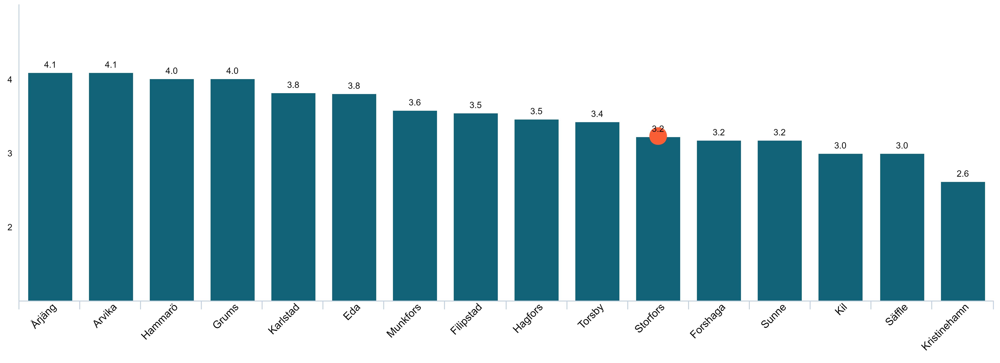 4.1
4.1
4.0
4.0
3.8
3.8
3.6
3.5
3.5
3.4
3.2
3.2
3.2
3.0
3.0
2.6
4
3
2
Årjäng
Arvika
Hammarö
Grums
Karlstad
Eda
Munkfors
Filipstad
Hagfors
Torsby
Storfors
Forshaga
Sunne
Kil
Säffle
Kristinehamn